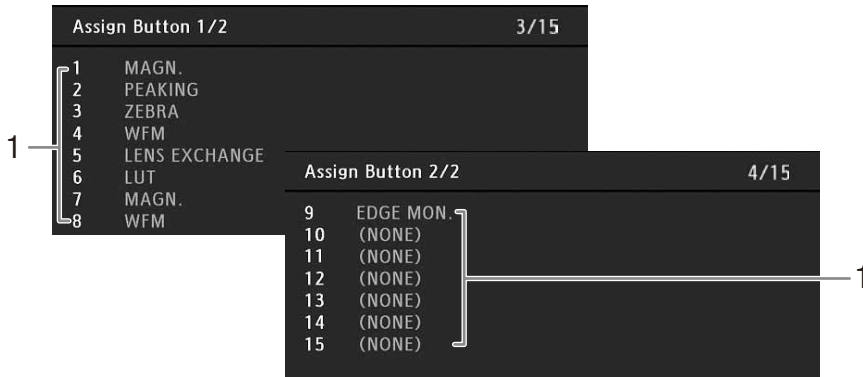 Assign Button 1/2 3/15
1 MAGN.
2 PEAKING
3 ZEBRA
4 WFM
5 LENS EXCHANGE
6 LUT
7 MAGN.
8 WFM
1
Assign Button 2/2 4/15
9 EDGE MON.
10 (NONE)
11 (NONE)
12 (NONE)
13 (NONE)
14 (NONE)
15 (NONE)
1